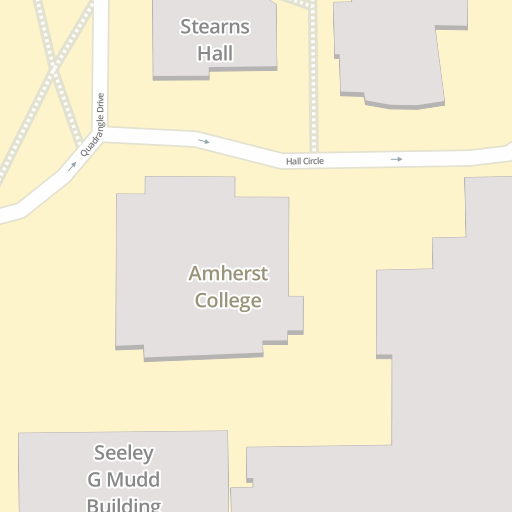 Stearns
Hall
Quadrangle Drive
Hall Circle
Amherst
College
Seeley
G Mudd
Building